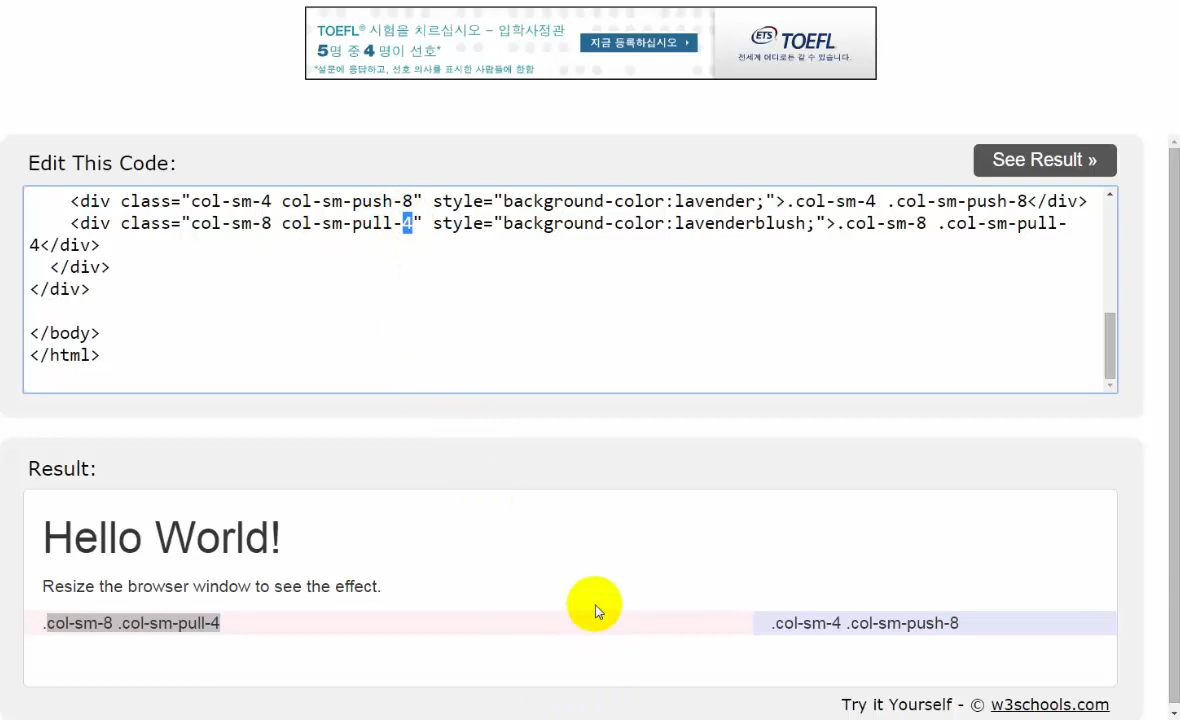 TOEFL® 시험을 치르십시오 – 입학사정관
5명 중 4 명이 선호*
*설문에 응답하고, 선호 의사를 표시한 사람들에 한함
지금 등록하십시오
ETS TOEFL
전세계 어디로든 갈 수 있습니다.
Edit This Code:
See Result »
<div class="col-sm-4 col-sm-push-8" style="background-color:lavender;">.col-sm-4 .col-sm-push-8</div>
<div class="col-sm-8 col-sm-pull-4" style="background-color:lavenderblush;">.col-sm-8 .col-sm-pull-
4</div>
</div>
</div>
</body>
</html>
Result:
Hello World!
Resize the browser window to see the effect.
.col-sm-8 .col-sm-pull-4
.col-sm-4 .col-sm-push-8
Try it Yourself - © w3schools.com